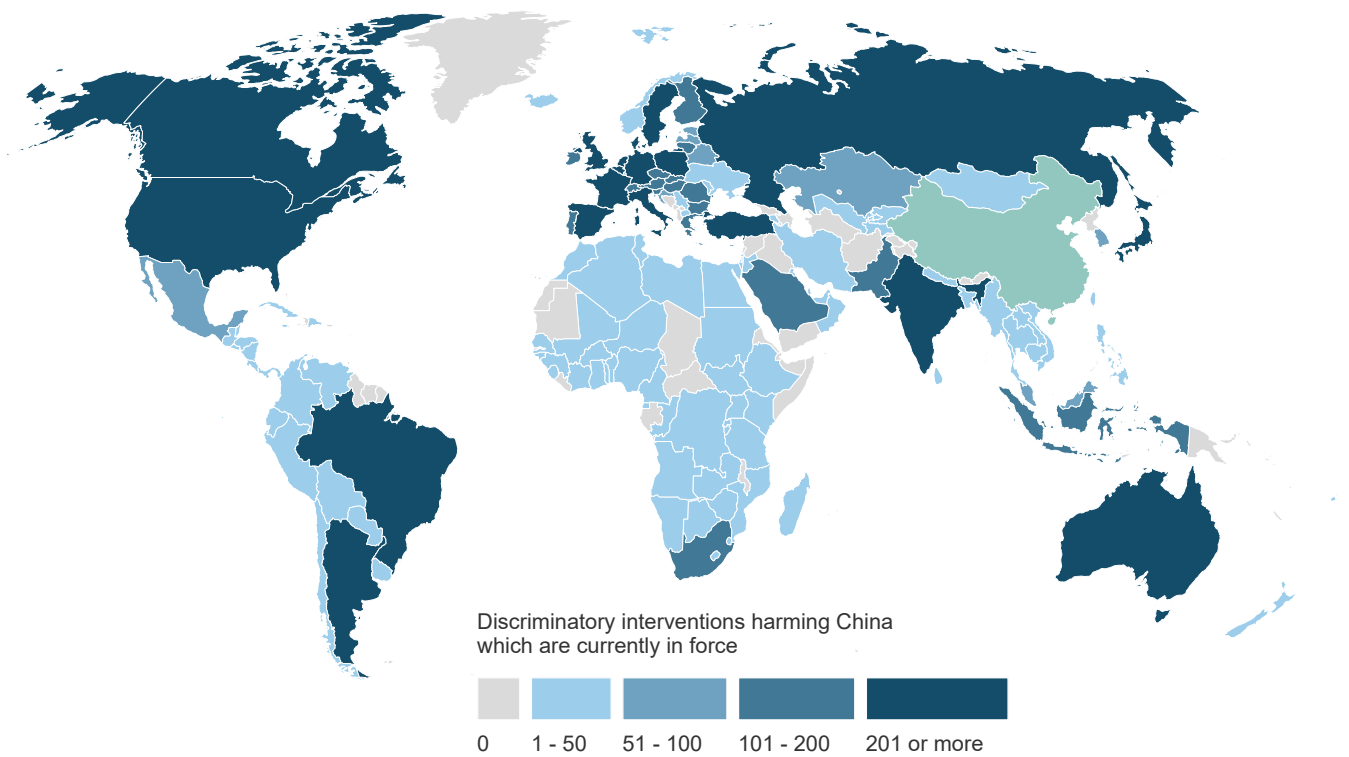 Discriminatory interventions harming China
which are currently in force
0
1 - 50
51 - 100
101 - 200
201 or more